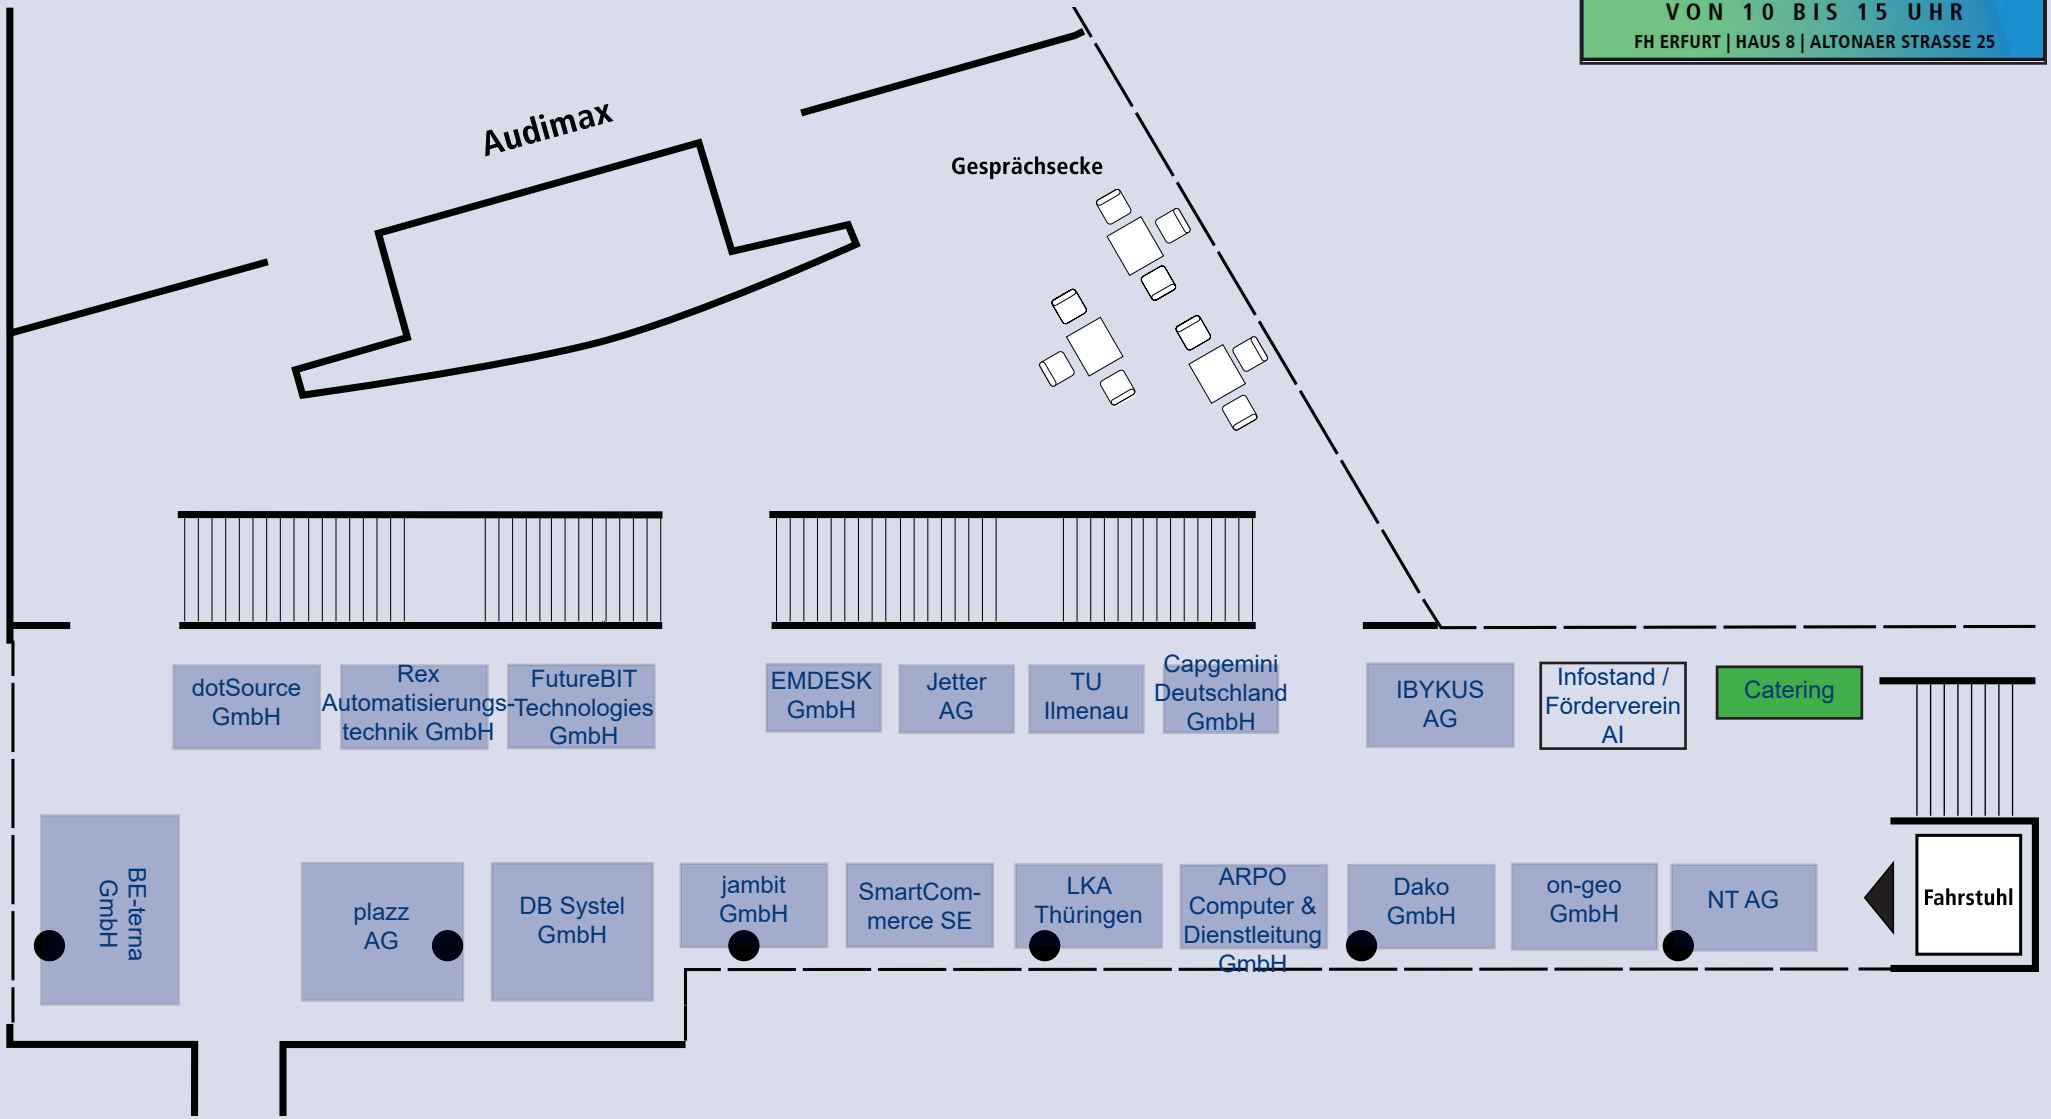 VON 10 BIS 15 UHR
FH ERFURT | HAUS 8 | ALTONAER STRASSE 25
Audimax
Gesprächsecke
dotSource
GmbH
Rex
Automatisierungs-
technik GmbH
FutureBIT
Technologies
GmbH
EMDESK
GmbH
Jetter
AG
TU
Ilmenau
Capgemini
Deutschland
GmbH
IBYKUS
AG
Infostand /
Förderverein
AI
Catering
BE-terna
GmbH
plazz
AG
DB Systel
GmbH
jambit
GmbH
SmartCom-
merce SE
LKA
Thüringen
ARPO
Computer &
Dienstleitung
GmbH
Dako
GmbH
on-geo
GmbH
NT AG
Fahrstuhl